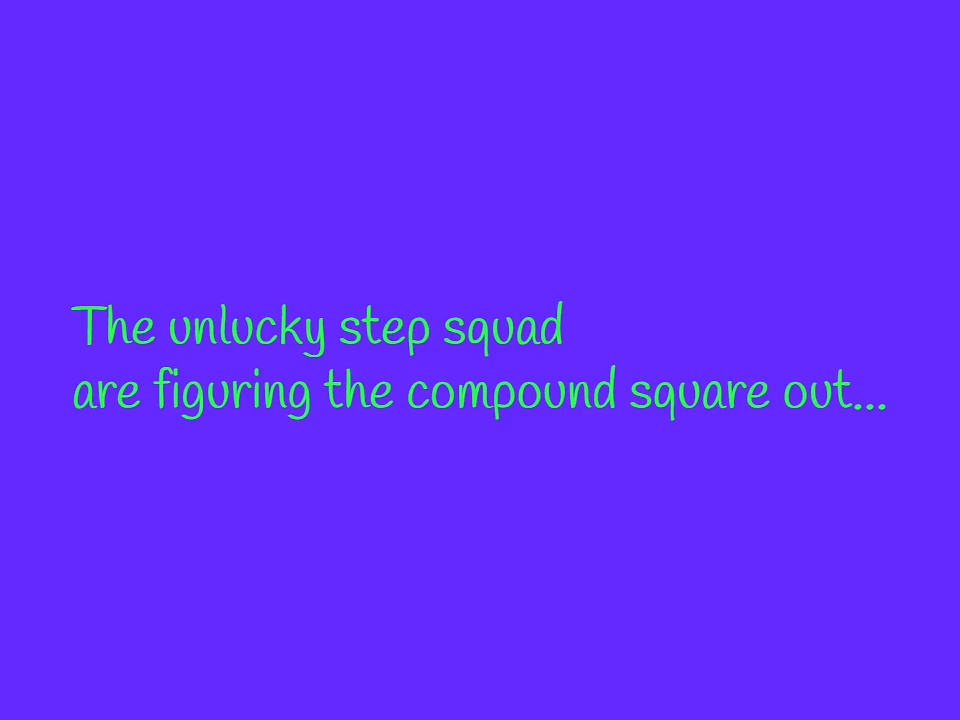 The unlucky step squad
are figuring the compound square out...